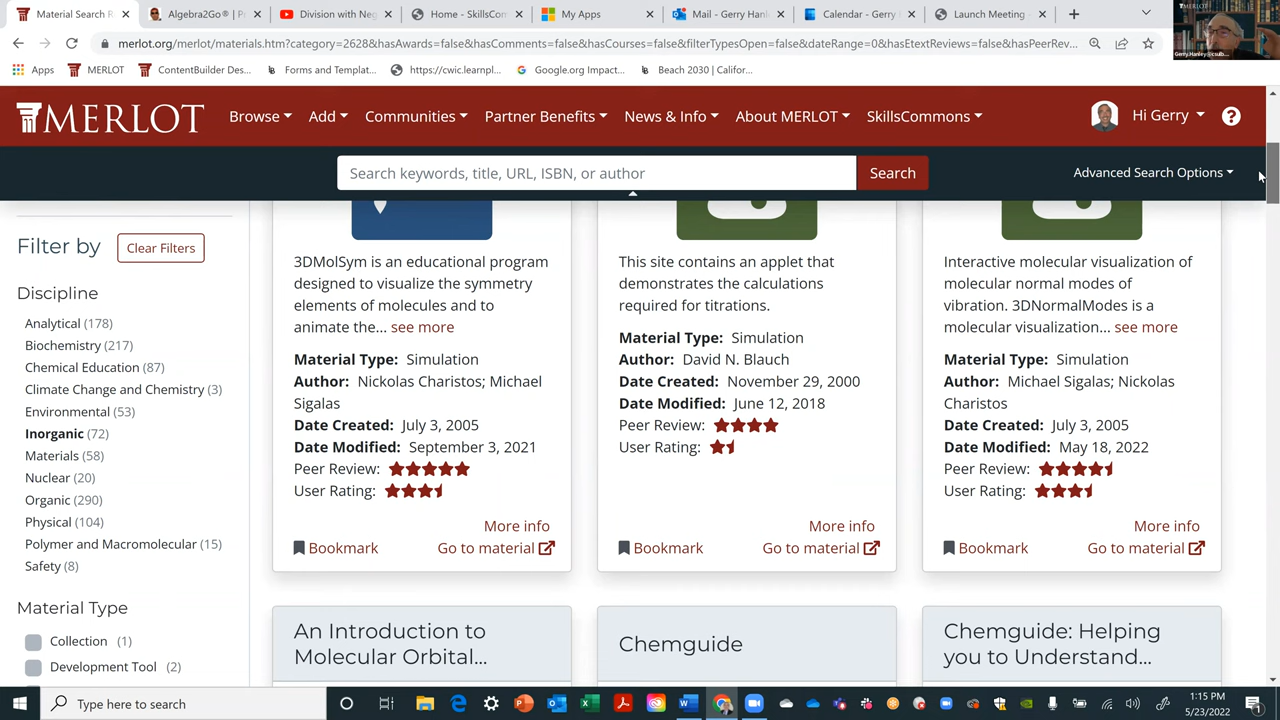 Material Search R
Algebra2Go® | Po
Division with Neg
Home - SkillsCom
My Apps
Mail - Gerry Hanl
Calendar - Gerry H
Launch Meeting -
merlot.org/merlot/materials.htm?category=2628&hasAwards=false&hasComments=false&hasCourses=false&filterTypesOpen=false&dateRange=0&hasEtextReviews=false&hasPeerRev...
Apps
MERLOT
ContentBuilder Des...
Forms and Templat...
https://cwic.learnpl...
Google.org Impact...
Beach 2030 | Califor...
MERLOT
Gerry.Hanley@csulb...
MERLOT
Browse
Add
Communities
Partner Benefits
News & Info
About MERLOT
SkillsCommons
Hi Gerry
?
Search keywords, title, URL, ISBN, or author
Search
Advanced Search Options
Filter by
Clear Filters
Discipline
Analytical (178)
Biochemistry (217)
Chemical Education (87)
Climate Change and Chemistry (3)
Environmental (53)
Inorganic (72)
Materials (58)
Nuclear (20)
Organic (290)
Physical (104)
Polymer and Macromolecular (15)
Safety (8)
Material Type
Collection (1)
Development Tool (2)
3DMolSym is an educational program
designed to visualize the symmetry
elements of molecules and to
animate the... see more
Material Type: Simulation
Author: Nickolas Charistos; Michael
Sigalas
Date Created: July 3, 2005
Date Modified: September 3, 2021
Peer Review:
User Rating:
More info
Bookmark
Go to material
This site contains an applet that
demonstrates the calculations
required for titrations.
Material Type: Simulation
Author: David N. Blauch
Date Created: November 29, 2000
Date Modified: June 12, 2018
Peer Review:
User Rating:
More info
Bookmark
Go to material
Interactive molecular visualization of
molecular normal modes of
vibration. 3DNormalModes is a
molecular visualization... see more
Material Type: Simulation
Author: Michael Sigalas; Nickolas
Charistos
Date Created: July 3, 2005
Date Modified: May 18, 2022
Peer Review:
User Rating:
More info
Bookmark
Go to material
An Introduction to
Molecular Orbital...
Chemguide
Chemguide: Helping
you to Understand...
Type here to search
1:15 PM
5/23/2022